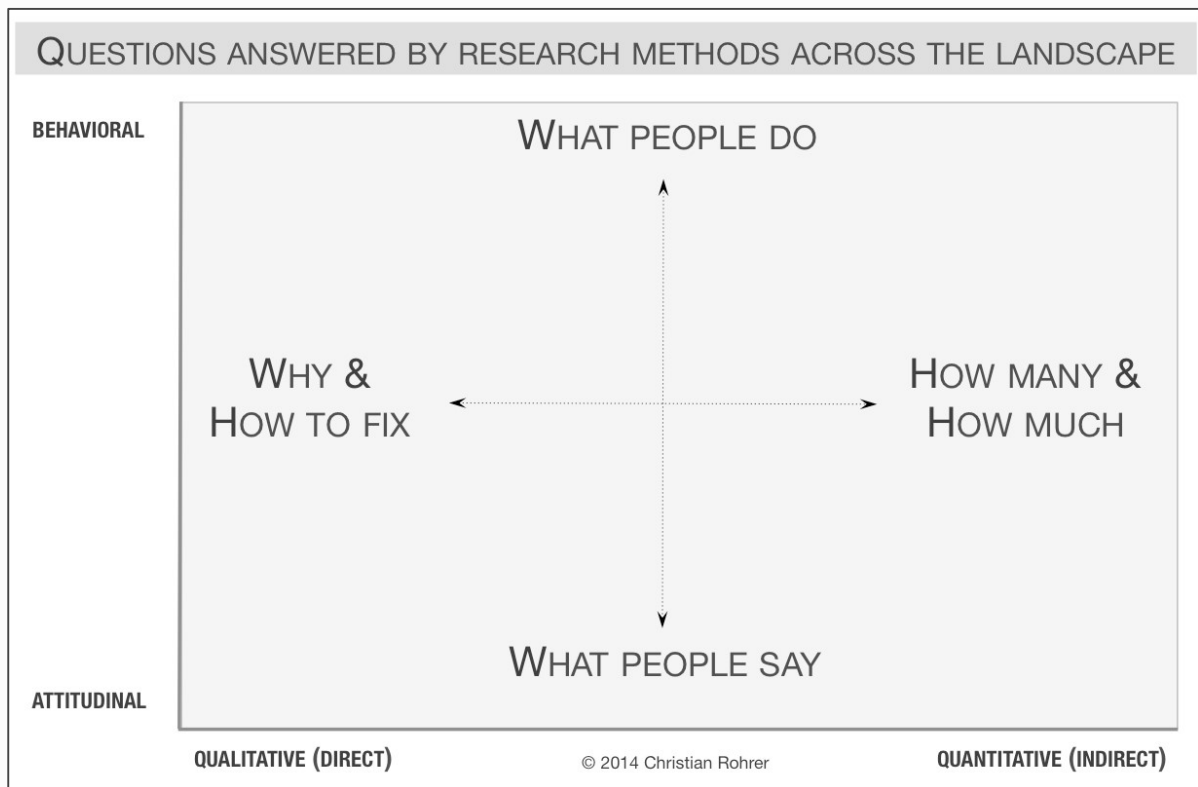 QUESTIONS ANSWERED BY RESEARCH METHODS ACROSS THE LANDSCAPE
BEHAVIORAL
WHAT PEOPLE DO
WHY &
HOW TO FIX
HOW MANY &
HOW MUCH
WHAT PEOPLE SAY
ATTITUDINAL
QUALITATIVE (DIRECT)
© 2014 Christian Rohrer
QUANTITATIVE (INDIRECT)